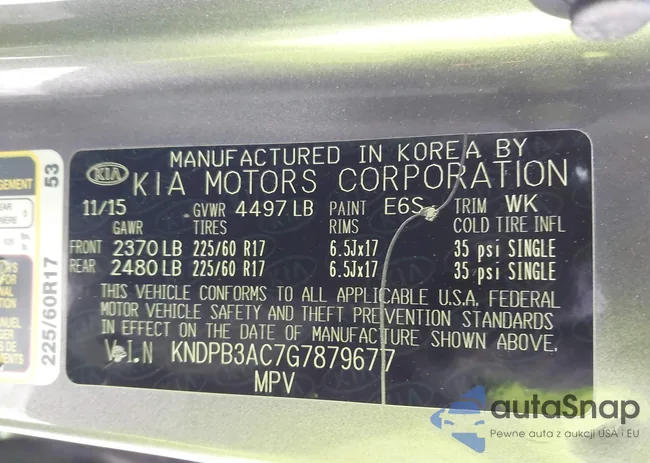 MANUFACTURED IN KOREA BY
KIA KIA MOTORS CORPORATION
11/15 GVWR 4497 LB PAINT E6S TRIM WK
GAWR TIRES RIMS COLD TIRE INFL
FRONT 2370 LB 225/60 R17 6.5Jx17 35 psi SINGLE
REAR 2480 LB 225/60 R17 6.5Jx17 35 psi SINGLE
THIS VEHICLE CONFORMS TO ALL APPLICABLE U.S.A. FEDERAL
MOTOR VEHICLE SAFETY AND THEFT PREVENTION STANDARDS
IN EFFECT ON THE DATE OF MANUFACTURE SHOWN ABOVE.
V.I.N KNDPB3AC7G7879677
MPV
53
225/60R17
autaSnap
Pewne auta z aukcji USA i EU